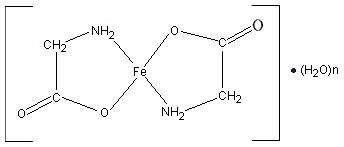 NH₂ O O
CH₂
Fe • (H₂O)n
O O NH₂ CH₂